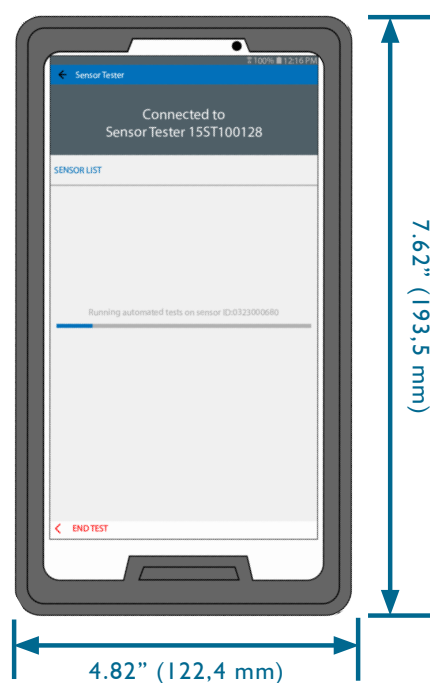 100% 12:16 PM
Sensor Tester
Connected to
Sensor Tester 15ST100128
SENSOR LIST
Running automated tests on sensor ID:0323000680
END TEST
7.62” (193,5 mm)
4.82” (122,4 mm)